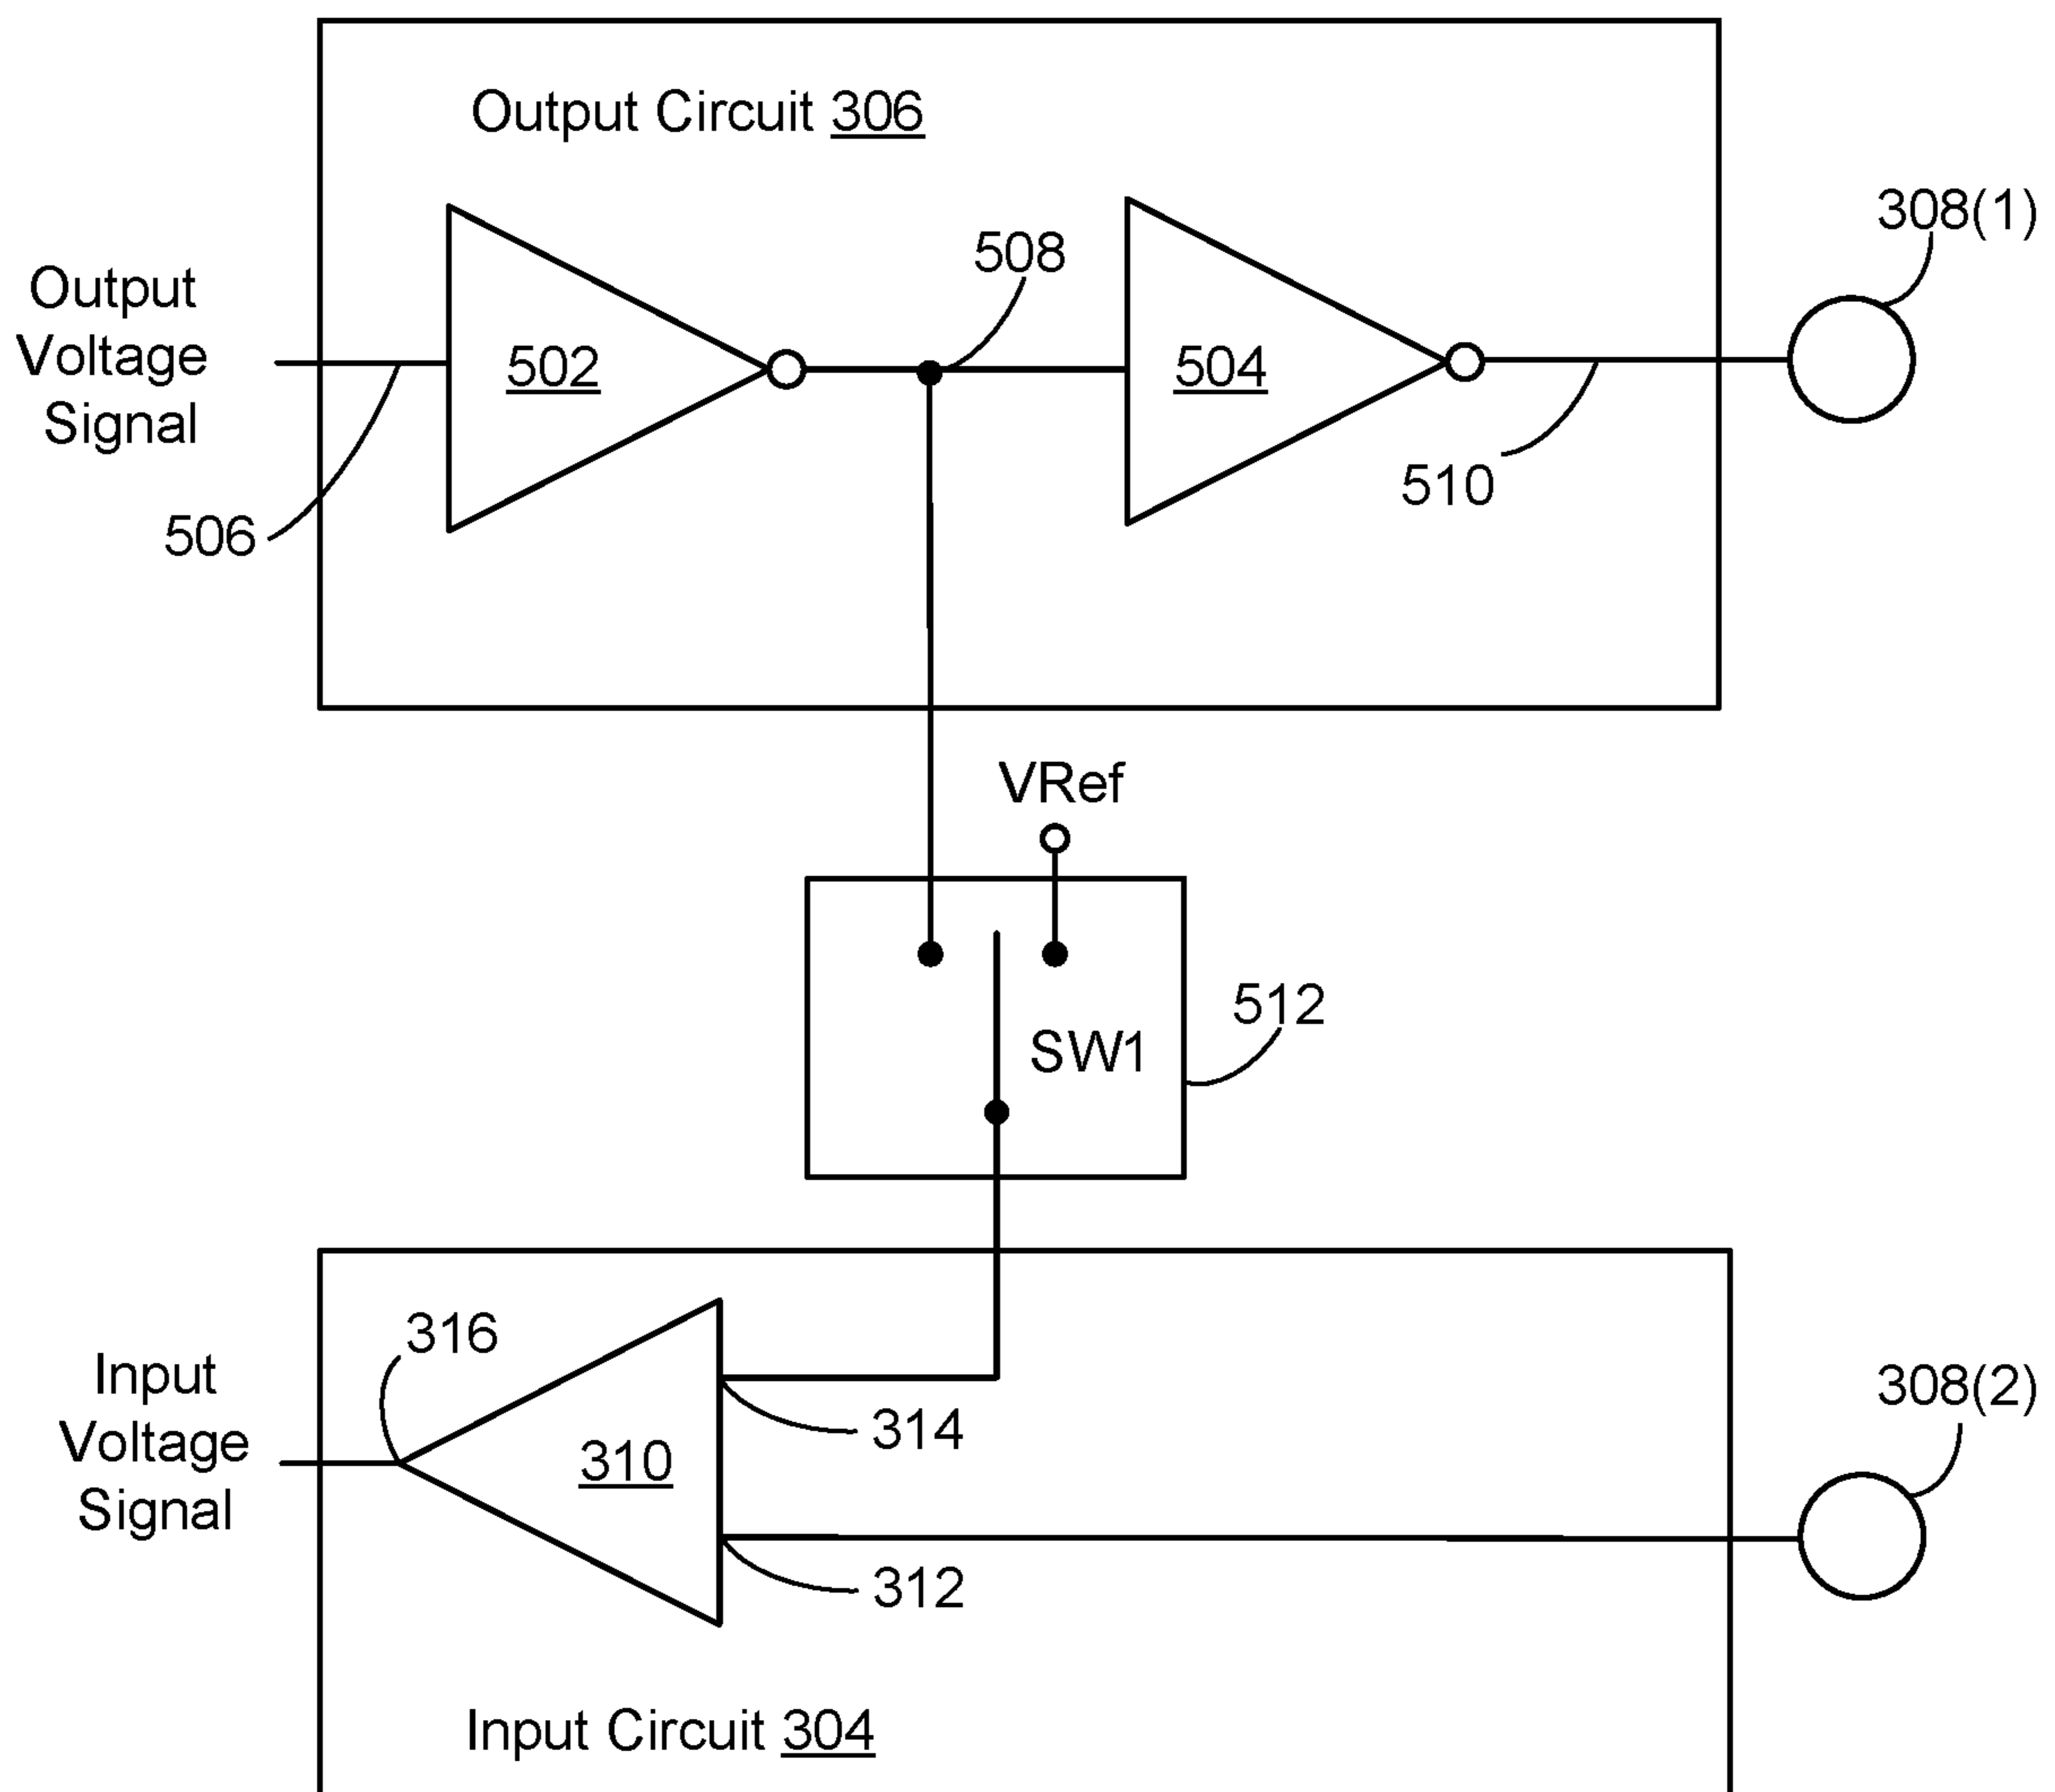 Output Circuit 306
308(1)
508
Output
Voltage
Signal
502
504
510
506
VRef
512
SW1
316
Input
Voltage
Signal
308(2)
314
310
312
Input Circuit 304